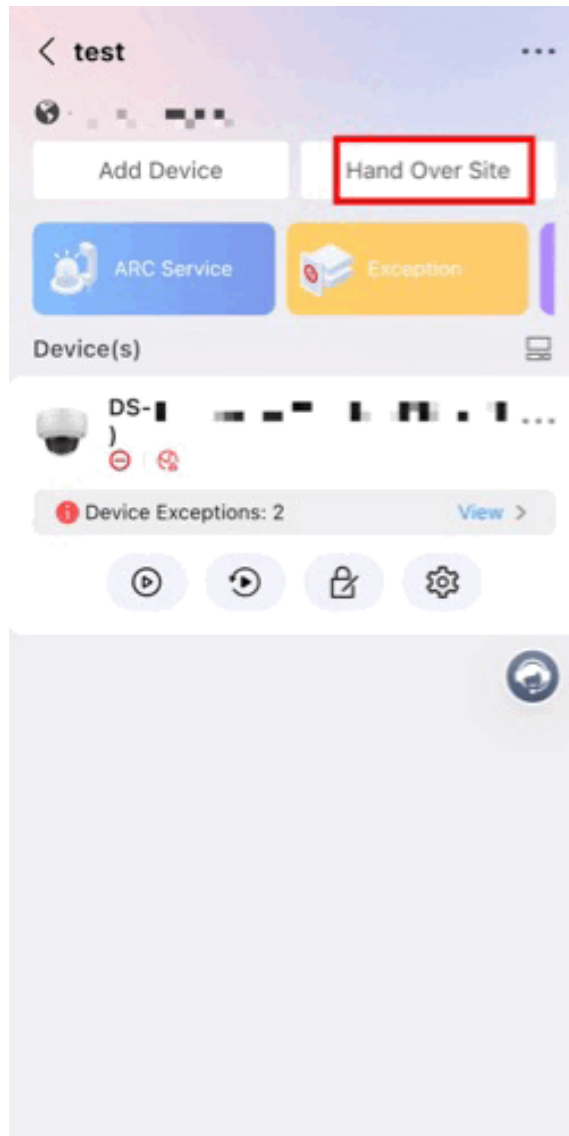 test
Add Device
Hand Over Site
ARC Service
Exception
Device(s)
DS-
)
Device Exceptions: 2
View >